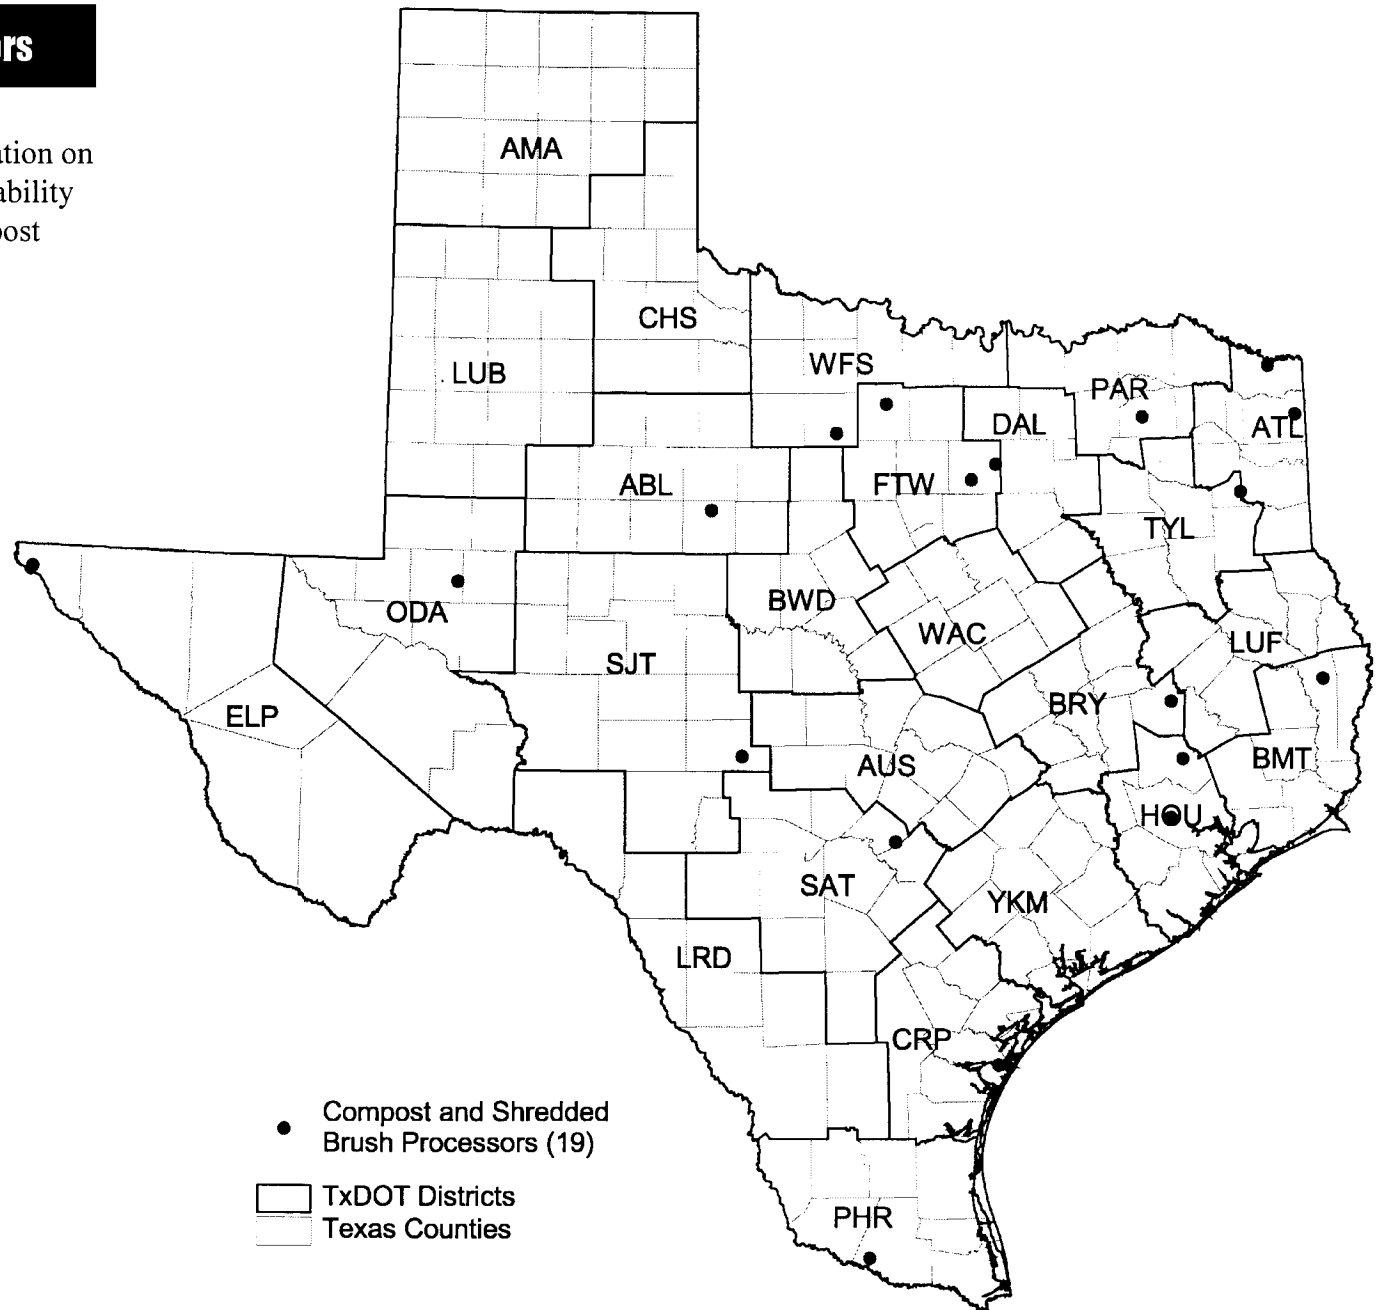 rs
ation on
ability
post
AMA
CHS
LUB
WFS
PAR
DAL
ATL
ABL
FTW
TYL
BWD
ODA
WAC
LUF
SJT
ELP
BRY
AUS
BMT
HOU
SAT
YKM
LRD
CRP
PHR
Compost and Shredded
Brush Processors (19)
TxDOT Districts
Texas Counties